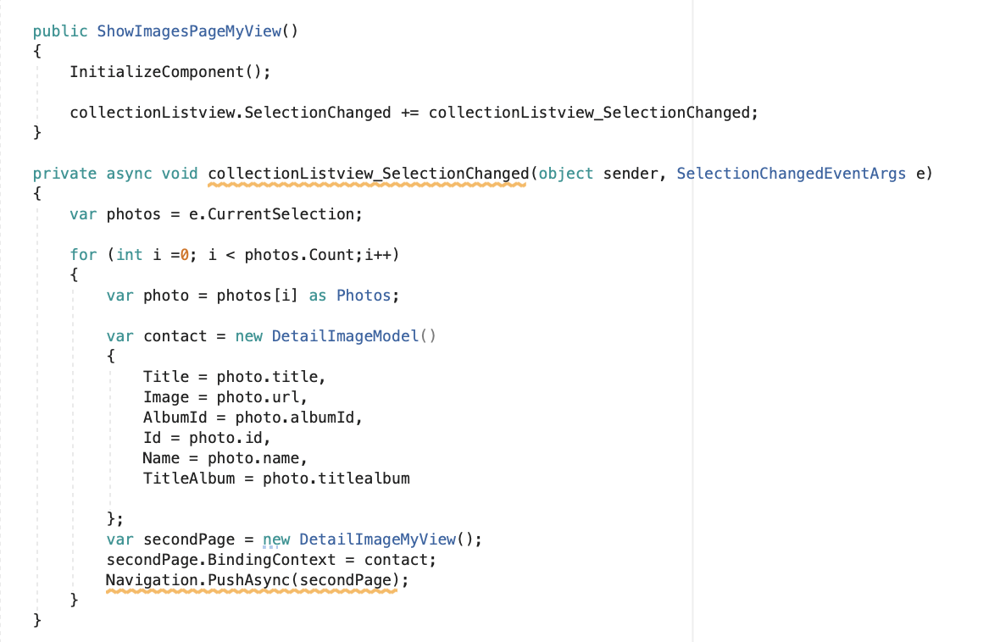 public ShowImagesPageMyView()
{
    InitializeComponent();

    collectionListview.SelectionChanged += collectionListview_SelectionChanged;
}

private async void collectionListview_SelectionChanged(object sender, SelectionChangedEventArgs e)
{
    var photos = e.CurrentSelection;

    for (int i =0; i < photos.Count;i++)
    {
        var photo = photos[i] as Photos;

        var contact = new DetailImageModel()
        {
            Title = photo.title,
            Image = photo.url,
            AlbumId = photo.albumId,
            Id = photo.id,
            Name = photo.name,
            TitleAlbum = photo.titlealbum

        };
        var secondPage = new DetailImageMyView();
        secondPage.BindingContext = contact;
        Navigation.PushAsync(secondPage);
    }
}